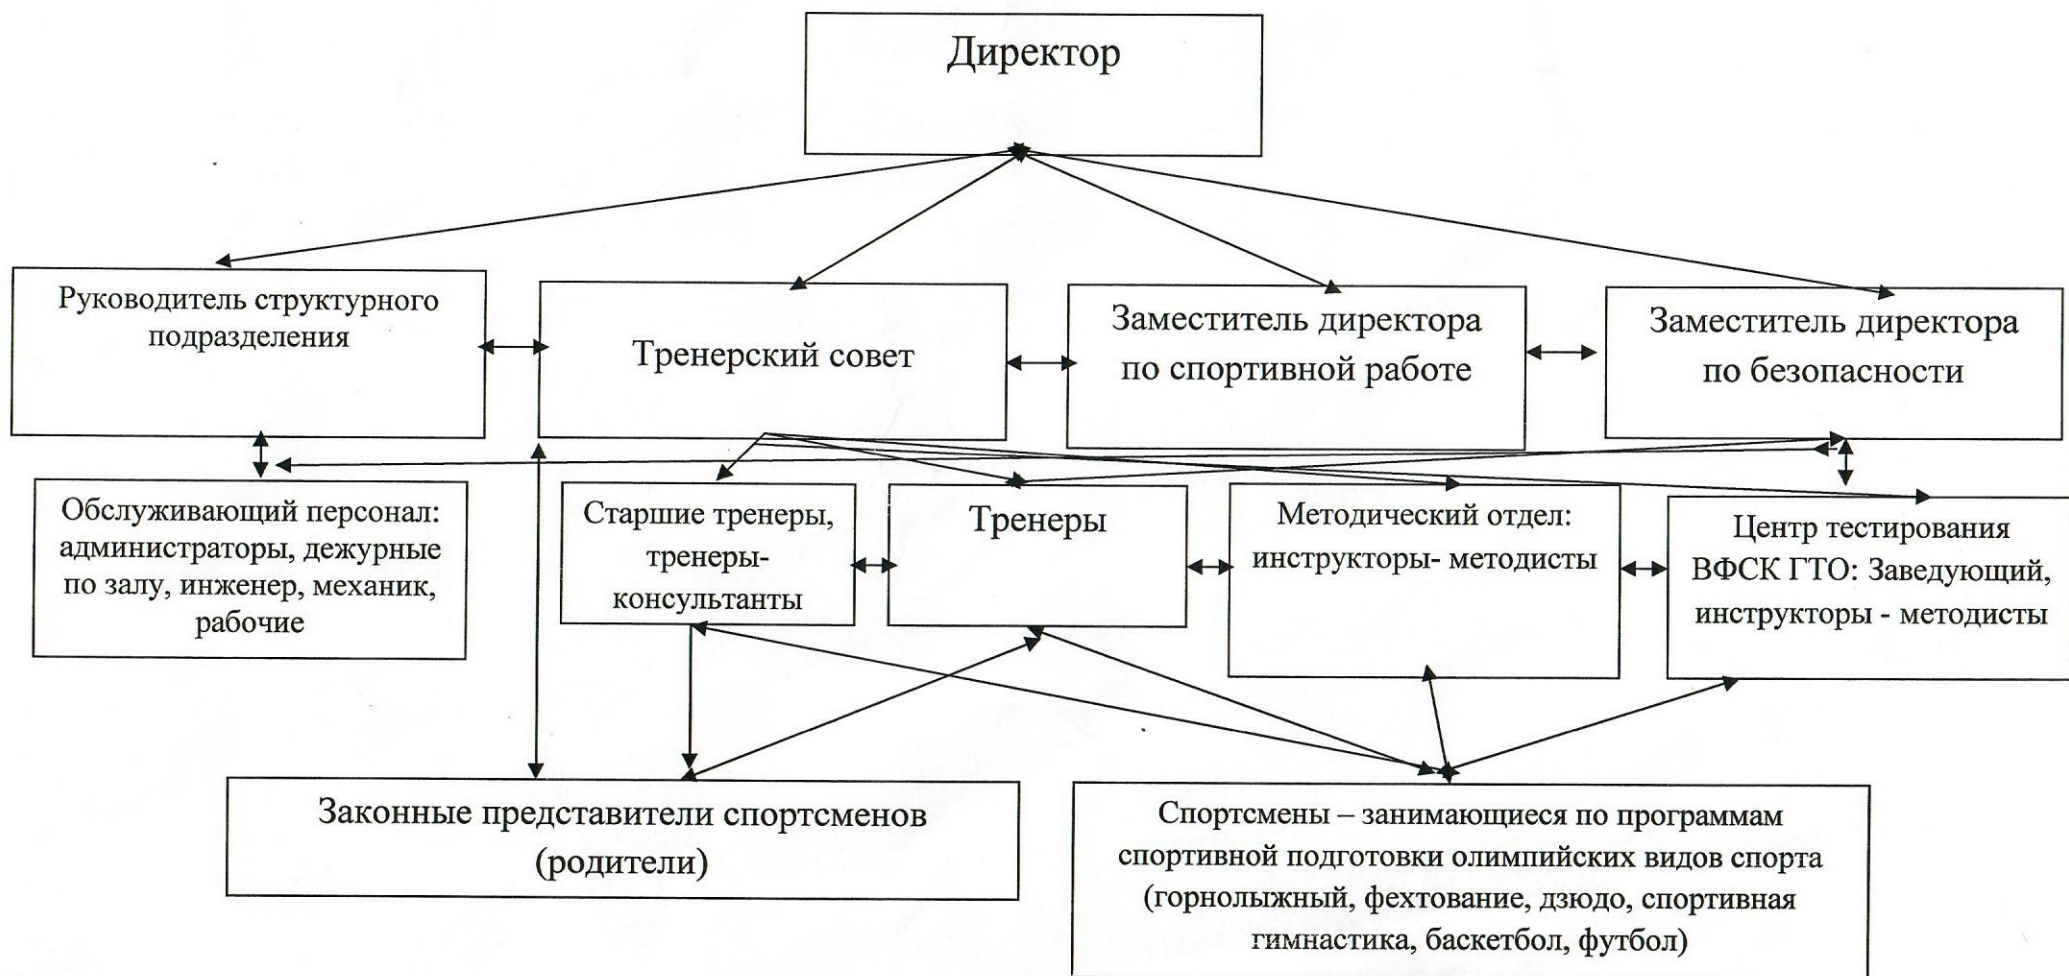 Директор
Руководитель структурного
подразделения
Тренерский совет
Заместитель директора
по спортивной работе
Заместитель директора
по безопасности
Обслуживающий персонал:
администраторы, дежурные
по залу, инженер, механик,
рабочие
Старшие тренеры,
тренеры-
консультанты
Тренеры
Методический отдел:
инструкторы- методисты
Центр тестирования
ВФСК ГТО: Заведующий,
инструкторы - методисты
Законные представители спортсменов
(родители)
Спортсмены – занимающиеся по программам
спортивной подготовки олимпийских видов спорта
(горнолыжный, фехтование, дзюдо, спортивная
гимнастика, баскетбол, футбол)